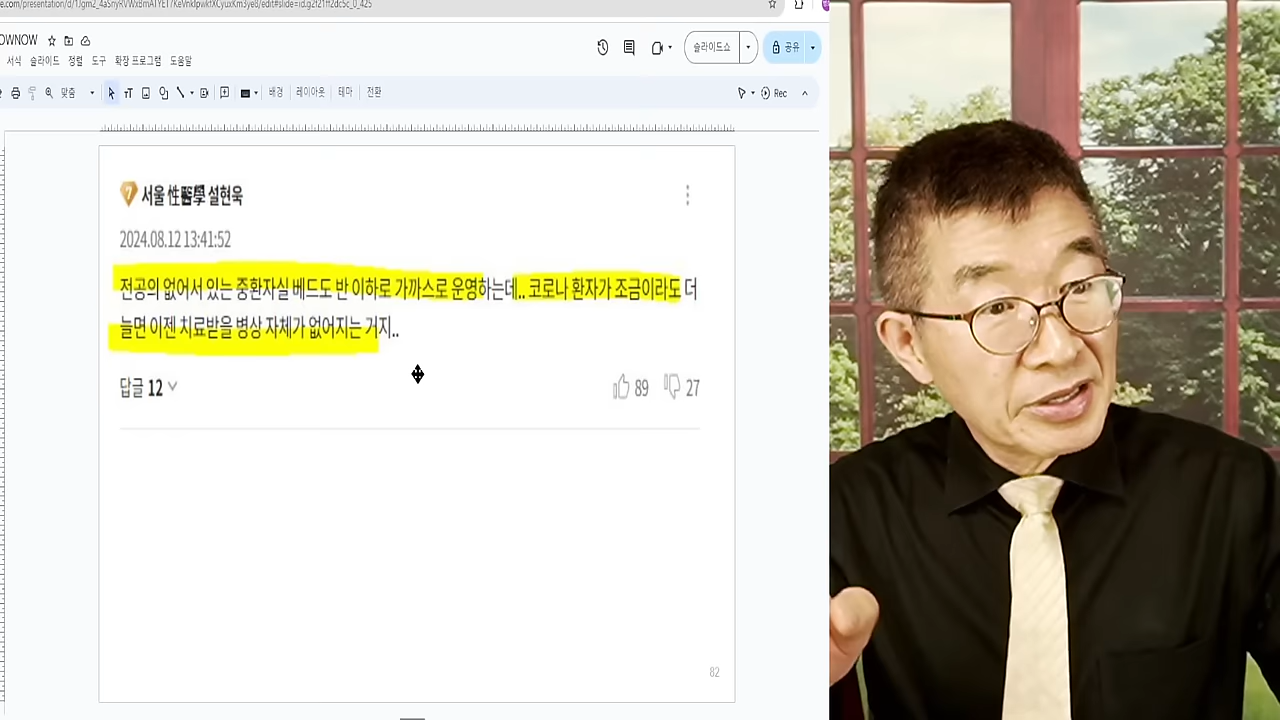 OWNOW
서식 슬라이드 정렬 도구 확장 프로그램 도움말
슬라이드쇼
공유
맞춤
배경 레이아웃 테마 전환
Rec
7 서울 性醫學 설현욱
2024.08.12 13:41:52
전공의 없어서 있는 중환자실 베드도 반 이하로 가까스로 운영하는데.. 코로나 환자가 조금이라도 더
늘면 이젠 치료받을 병상 자체가 없어지는 거지..
답글 12
89 27
82